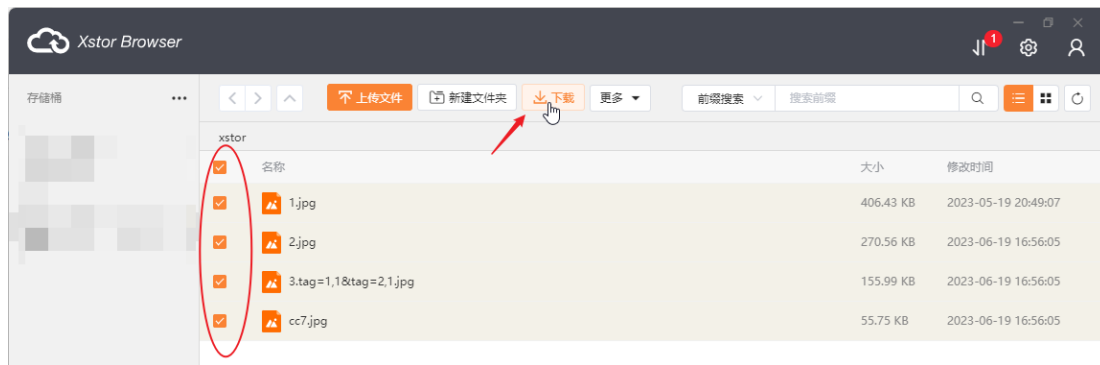 Xstor Browser
1
存储桶 ••• 上传文件 新建文件夹 下载 更多 前缀搜索 搜索前缀
xstor
名称 大小 修改时间
1.jpg 406.43 KB 2023-05-19 20:49:07
2.jpg 270.56 KB 2023-06-19 16:56:05
3.tag=1,1&tag=2,1.jpg 155.99 KB 2023-06-19 16:56:05
cc7.jpg 55.75 KB 2023-06-19 16:56:05